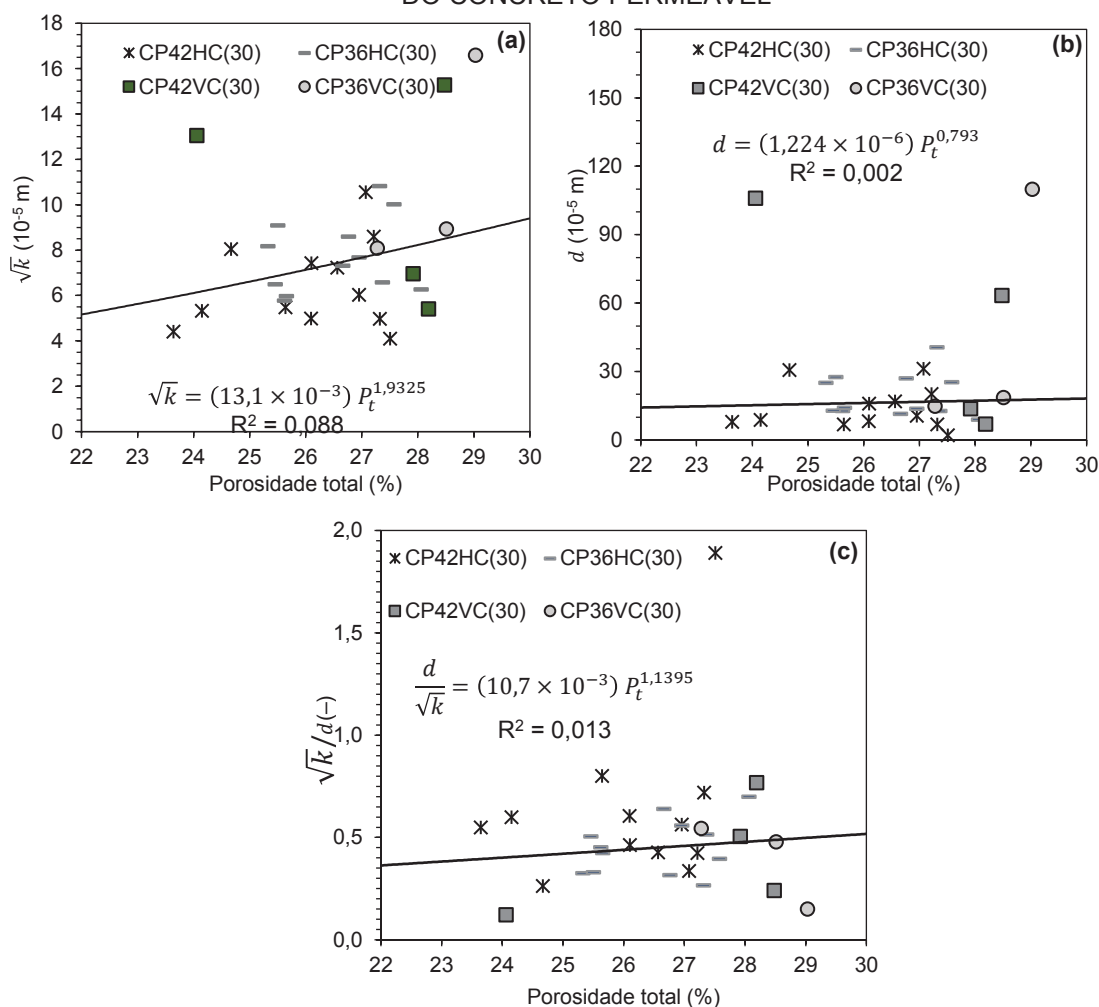 DO CONCRETO PERMEÁVEL
(a)
CP42HC(30) CP36HC(30)
CP42VC(30) CP36VC(30)
18
16
14
12
10
8
6
4
2
0
√k (10-5 m)
√k = (13,1 × 10−3) Pt1,9325
R2 = 0,088
22 23 24 25 26 27 28 29 30
Porosidade total (%)
(b)
CP42HC(30) CP36HC(30)
CP42VC(30) CP36VC(30)
180
150
120
90
60
30
0
d (10-5 m)
d = (1,224 × 10−6) Pt0,793
R2 = 0,002
22 23 24 25 26 27 28 29 30
Porosidade total (%)
(c)
CP42HC(30) CP36HC(30)
CP42VC(30) CP36VC(30)
2,0
1,5
1,0
0,5
0,0
√k/d(−)
d/√k = (10,7 × 10−3) Pt1,1395
R2 = 0,013
22 23 24 25 26 27 28 29 30
Porosidade total (%)